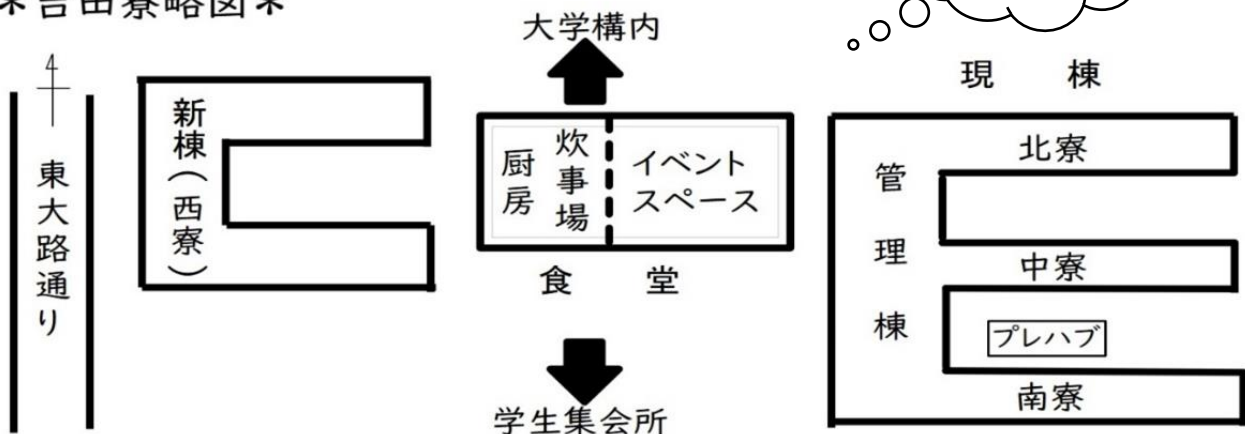 *吉田寮略図*
大学構内
現棟
東大路通り
新棟(西寮)
厨房
炊事場
イベント
スペース
食堂
学生集会所
管理棟
北寮
中寮
プレハブ
南寮